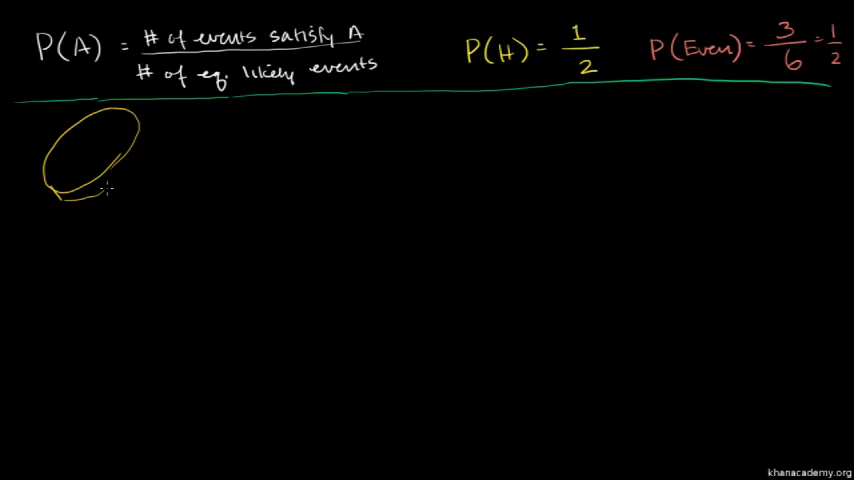 P(A) = # of events satisfy A / # of eq. likely events
P(H) = 1/2
P(Even) = 3/6 = 1/2
khanacademy.org